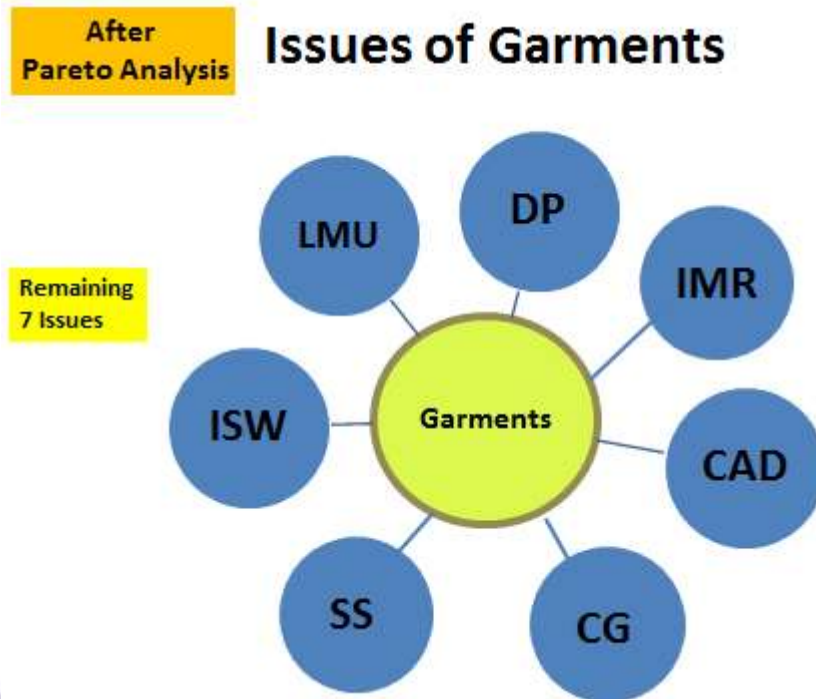 After
Pareto Analysis
Issues of Garments
Remaining
7 Issues
LMU
DP
IMR
ISW
Garments
CAD
SS
CG